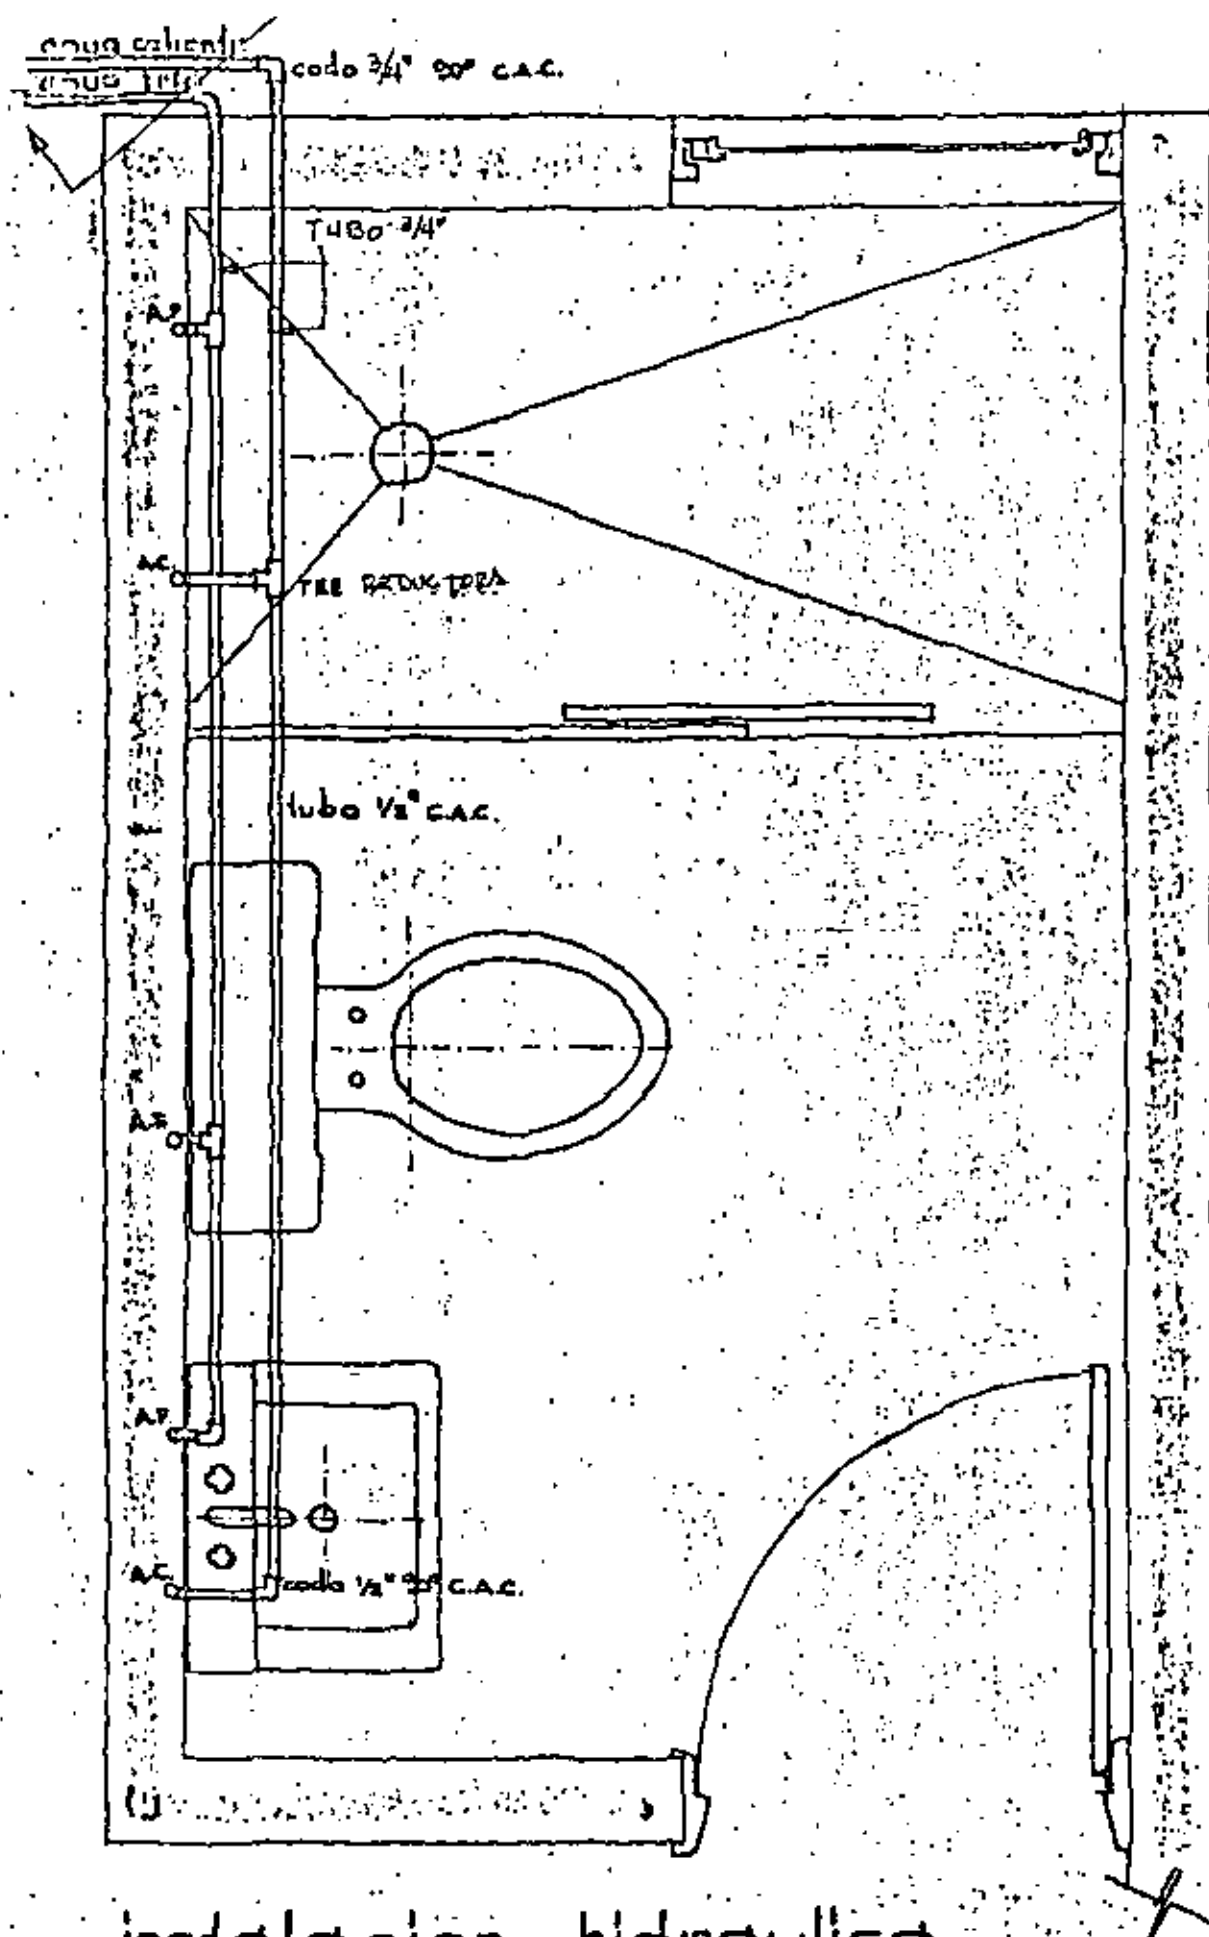 agua caliente
codo 3/4" 90° C.A.C.
agua fria
TUBO 3/4"
A.F.
A.C.
TEE REDUCTORA
tubo 1/2" C.A.C.
A.F.
A.F.
A.C.
codo 1/2" 90° C.A.C.
instalacion hidraulica